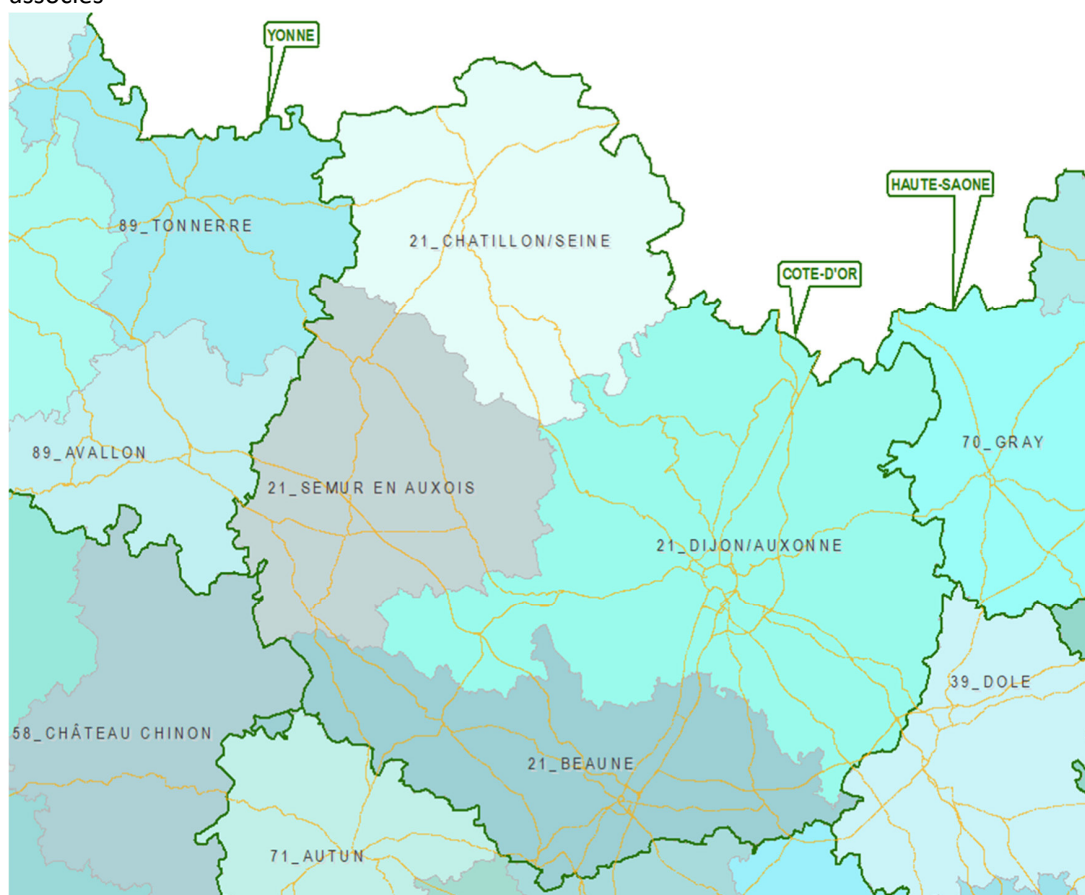 associés
YONNE
HAUTE-SAONE
89_TONNERRE
21_CHATILLON/SEINE
COTE-D'OR
70_GRAY
89_AVALLON
21_SEMUR EN AUXOIS
21_DIJON/AUXONNE
39_DOLE
58_CHÂTEAU CHINON
21_BEAUNE
71_AUTUN